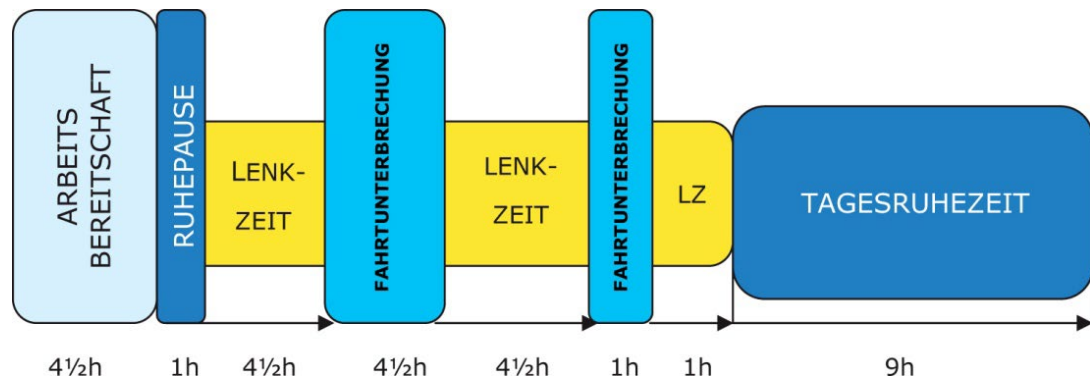 ARBEITS
BEREITSCHAFT
RUHEPAUSE
LENK-
ZEIT
FAHRTUNTERBRECHUNG
LENK-
ZEIT
FAHRTUNTERBRECHUNG
LZ
TAGESRUHEZEIT
4½h 1h 4½h 4½h 4½h 1h 1h 9h